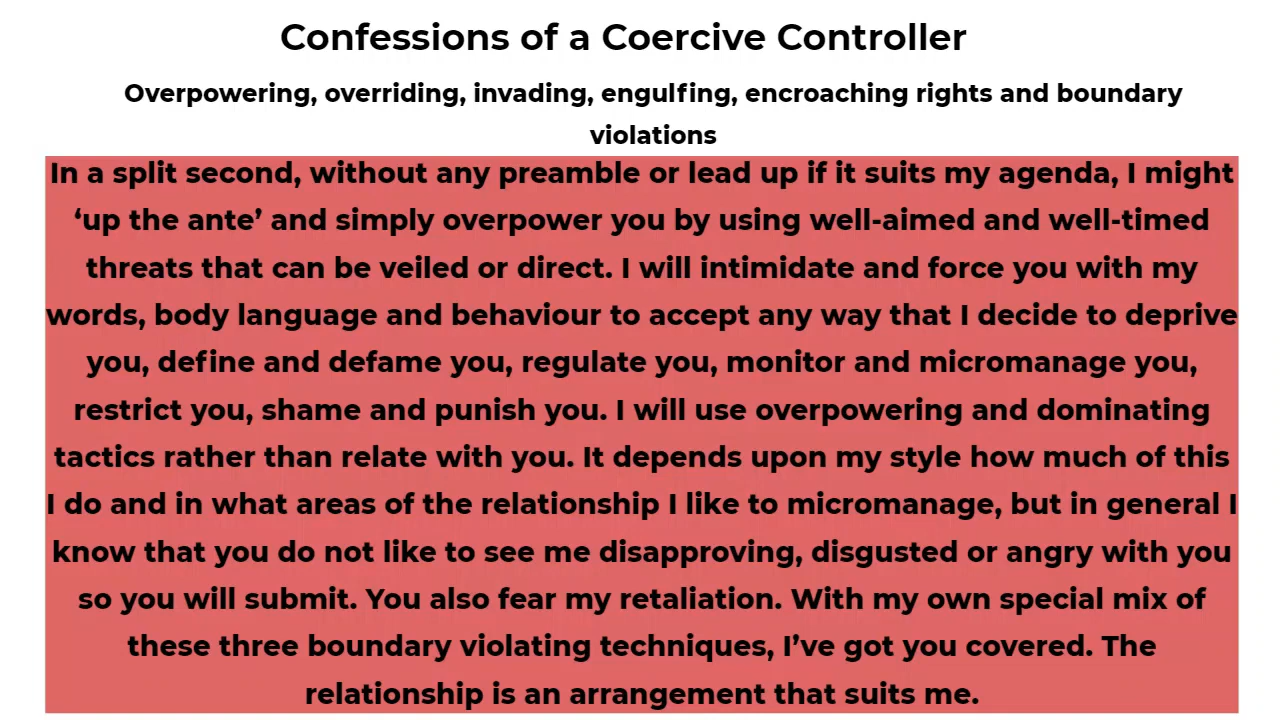 Confessions of a Coercive Controller
Overpowering, overriding, invading, engulfing, encroaching rights and boundary
violations
In a split second, without any preamble or lead up if it suits my agenda, I might
‘up the ante’ and simply overpower you by using well-aimed and well-timed
threats that can be veiled or direct. I will intimidate and force you with my
words, body language and behaviour to accept any way that I decide to deprive
you, define and defame you, regulate you, monitor and micromanage you,
restrict you, shame and punish you. I will use overpowering and dominating
tactics rather than relate with you. It depends upon my style how much of this
I do and in what areas of the relationship I like to micromanage, but in general I
know that you do not like to see me disapproving, disgusted or angry with you
so you will submit. You also fear my retaliation. With my own special mix of
these three boundary violating techniques, I’ve got you covered. The
relationship is an arrangement that suits me.